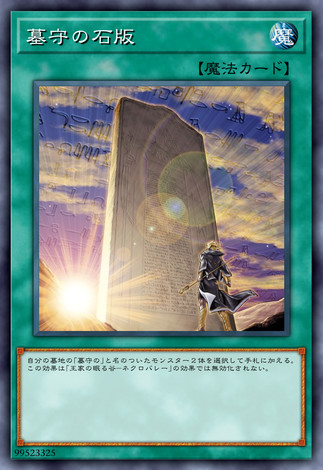 墓守の石版
魔
【魔法カード】
自分の墓地の「墓守の」と名のついたモンスター２体を選択して手札に加える。
この効果は「王家の眠る谷－ネクロバレー」の効果では無効化されない。
99523325